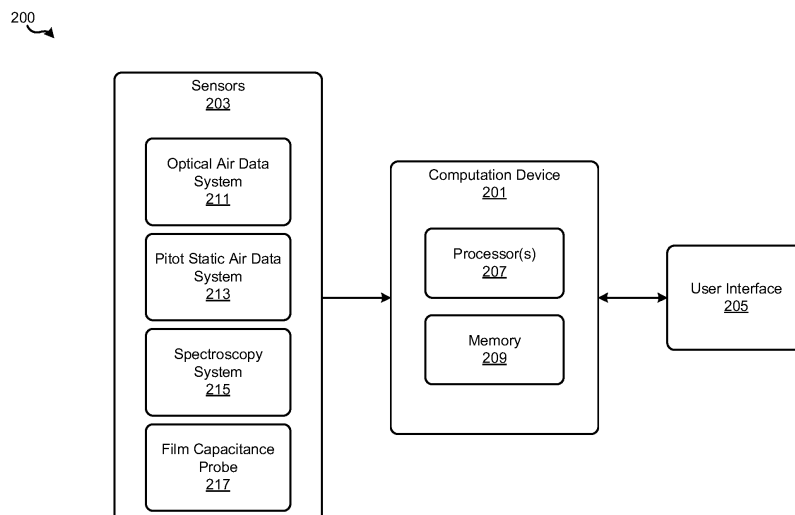 200
Sensors
203
Optical Air Data
System
211
Pitot Static Air Data
System
213
Spectroscopy
System
215
Film Capacitance
Probe
217
Computation Device
201
Processor(s)
207
Memory
209
User Interface
205